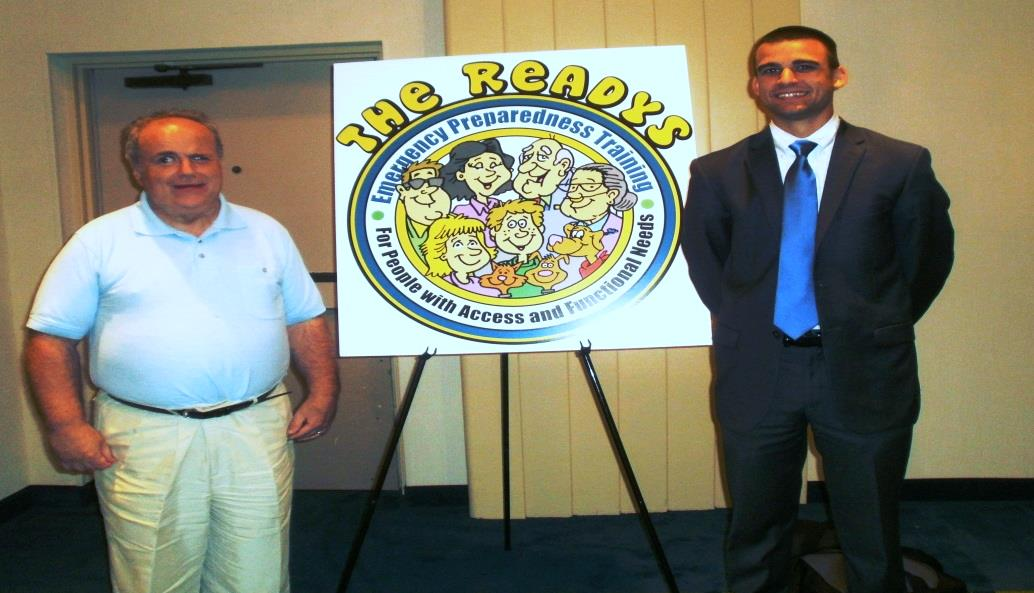 THE READYS
Emergency Preparedness Training
For People with Access and Functional Needs